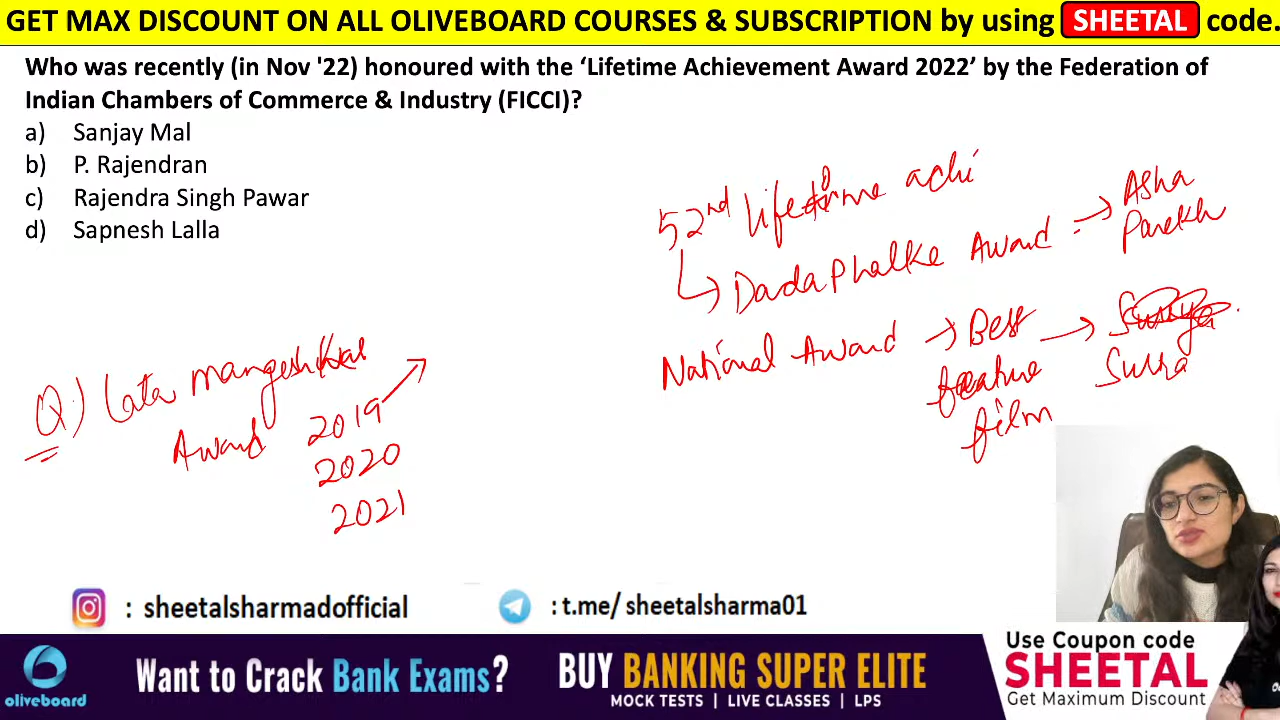 GET MAX DISCOUNT ON ALL OLIVEBOARD COURSES & SUBSCRIPTION by using SHEETAL code.
Who was recently (in Nov '22) honoured with the ‘Lifetime Achievement Award 2022’ by the Federation of
Indian Chambers of Commerce & Industry (FICCI)?
a) Sanjay Mal
b) P. Rajendran
c) Rajendra Singh Pawar
d) Sapnesh Lalla
52nd lifetime achi
Dada Phalke Award → Asha
Parekh
National Award → Best →
feature
film
Q) Lata mangeshkar
Award 2019
2020
2021
: sheetalsharmadofficial
: t.me/ sheetalsharma01
oliveboard
Want to Crack Bank Exams?
BUY BANKING SUPER ELITE
MOCK TESTS | LIVE CLASSES | LPS
Use Coupon code
SHEETAL
Get Maximum Discount